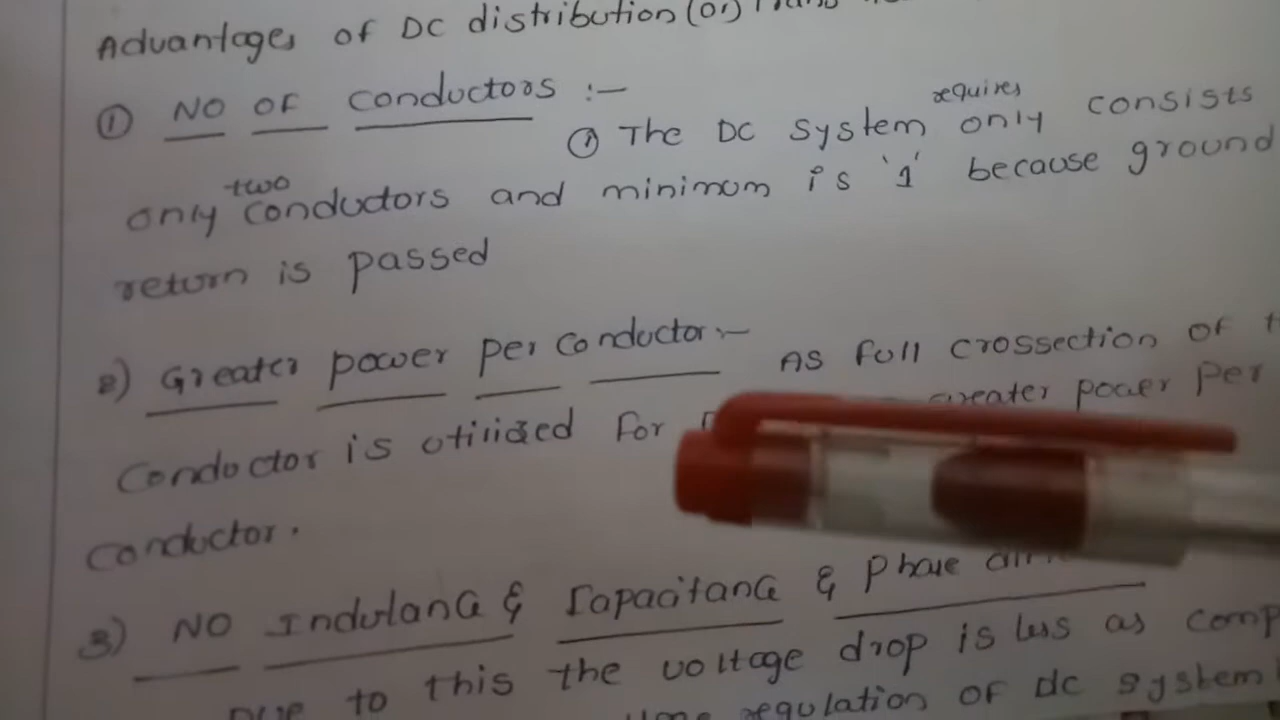 Advantages of DC distribution (or)
① NO OF conductors :-
requires
① The DC system only consists
two
only conductors and minimum is '1' because ground
return is passed
2) Greater power per conductor :-
As full crossection of
Conductor is utilized for greater power per
conductor.
3) NO Inductance & Capacitance & phase
Due to this the voltage drop is less as
regulation of dc system